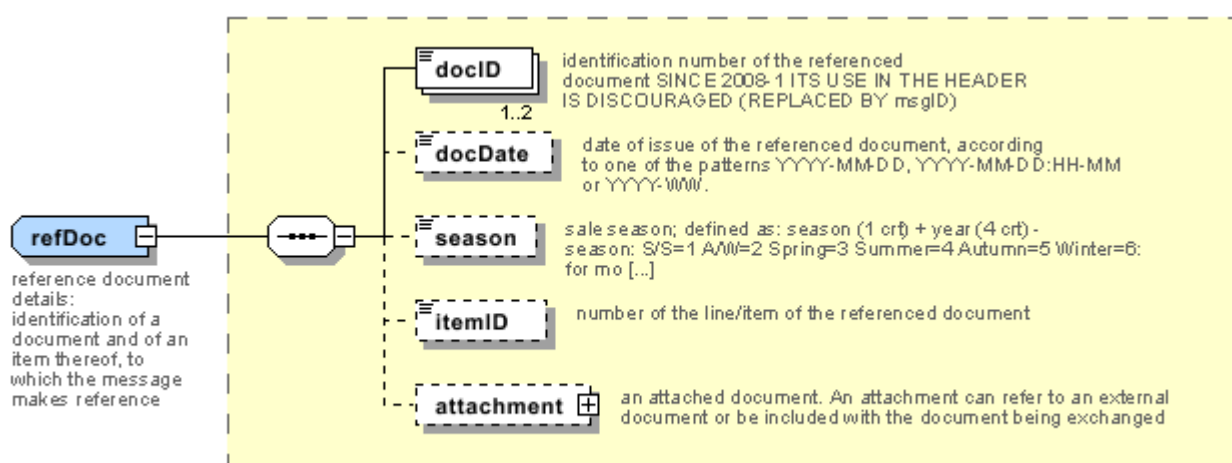 docID
identification number of the referenced
document SINCE 2008-1 ITS USE IN THE HEADER
IS DISCOURAGED (REPLACED BY msgID)
1..2
docDate
date of issue of the referenced document, according
to one of the patterns YYYY-MM-DD, YYYY-MM-DD:HH-MM
or YYYY-WW.
refDoc
reference document
details:
identification of a
document and of an
item thereof, to
which the message
makes reference
season
sale season; defined as: season (1 crt) + year (4 crt) -
season: S/S=1 A/W=2 Spring=3 Summer=4 Autumn=5 Winter=6:
for mo [...]
itemID
number of the line/item of the referenced document
attachment
an attached document. An attachment can refer to an external
document or be included with the document being exchanged